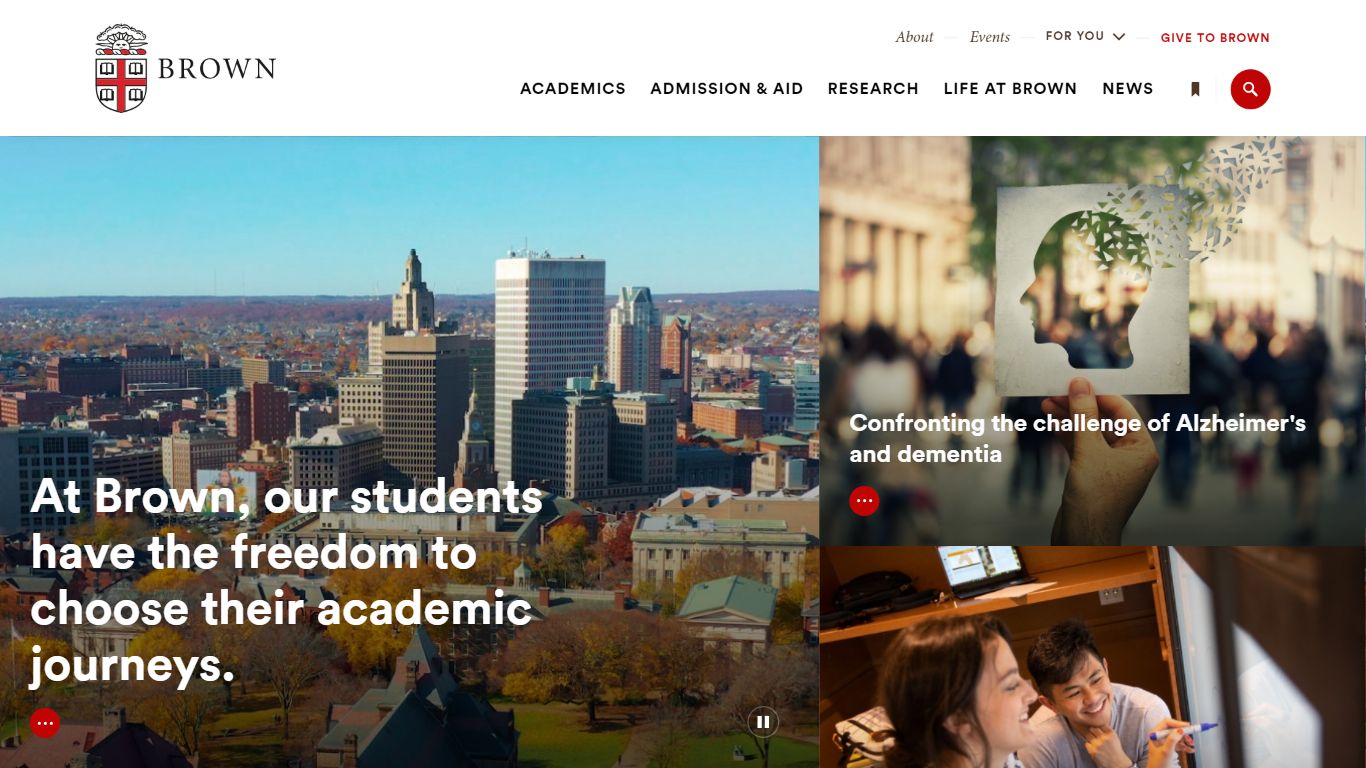 BROWN
About
Events
FOR YOU
GIVE TO BROWN
ACADEMICS
ADMISSION & AID
RESEARCH
LIFE AT BROWN
NEWS
At Brown, our students
have the freedom to
choose their academic
journeys.
Confronting the challenge of Alzheimer's
and dementia